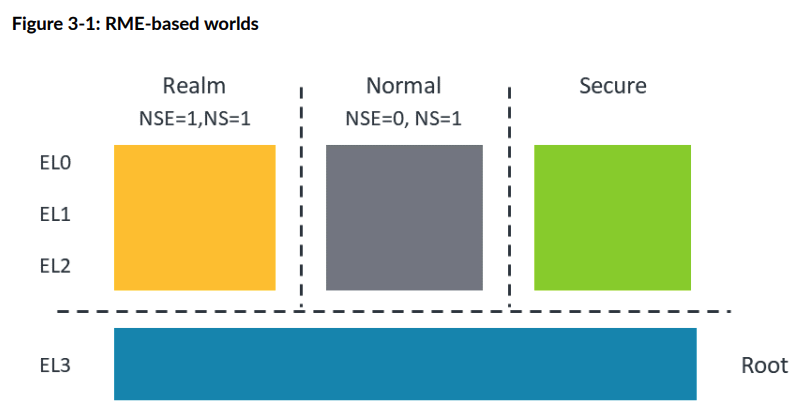 Figure 3-1: RME-based worlds
Realm Normal Secure
NSE=1,NS=1 NSE=0, NS=1
EL0
EL1
EL2
EL3 Root